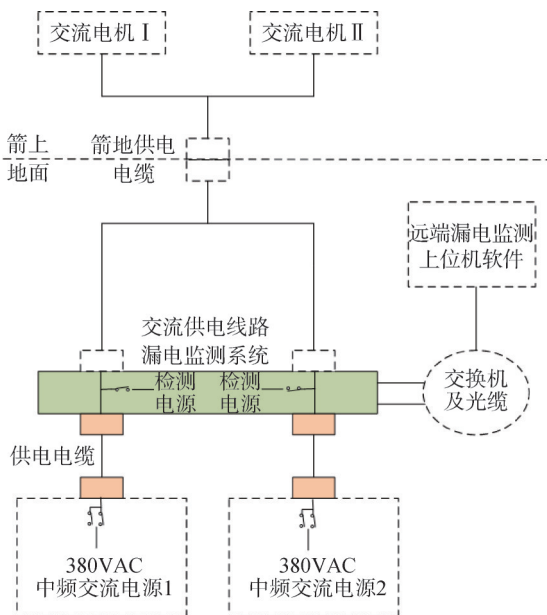 交流电机Ⅰ
交流电机Ⅱ
箭上
地面
箭地供电
电缆
远端漏电监测
上位机软件
交流供电线路
漏电监测系统
检测
电源
检测
电源
交换机
及光缆
供电电缆
380VAC
中频交流电源1
380VAC
中频交流电源2